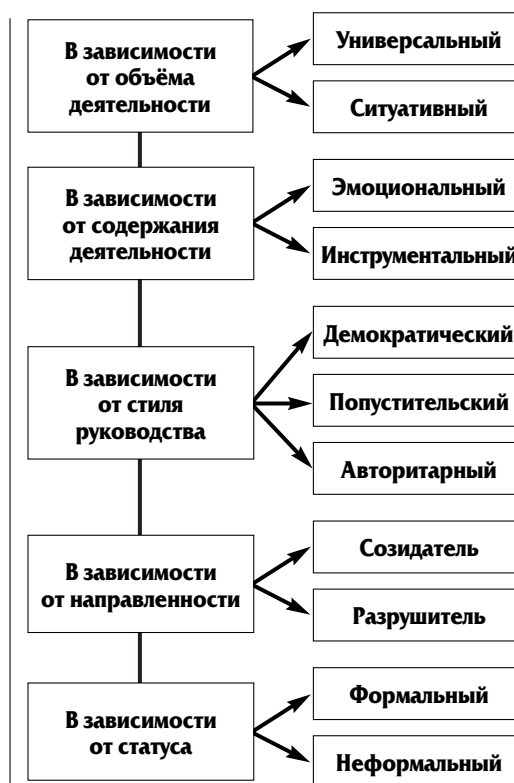 В зависимости
от объёма
деятельности
Универсальный
Ситуативный
В зависимости
от содержания
деятельности
Эмоциональный
Инструментальный
В зависимости
от стиля
руководства
Демократический
Попустительский
Авторитарный
В зависимости
от направленности
Созидатель
Разрушитель
В зависимости
от статуса
Формальный
Неформальный